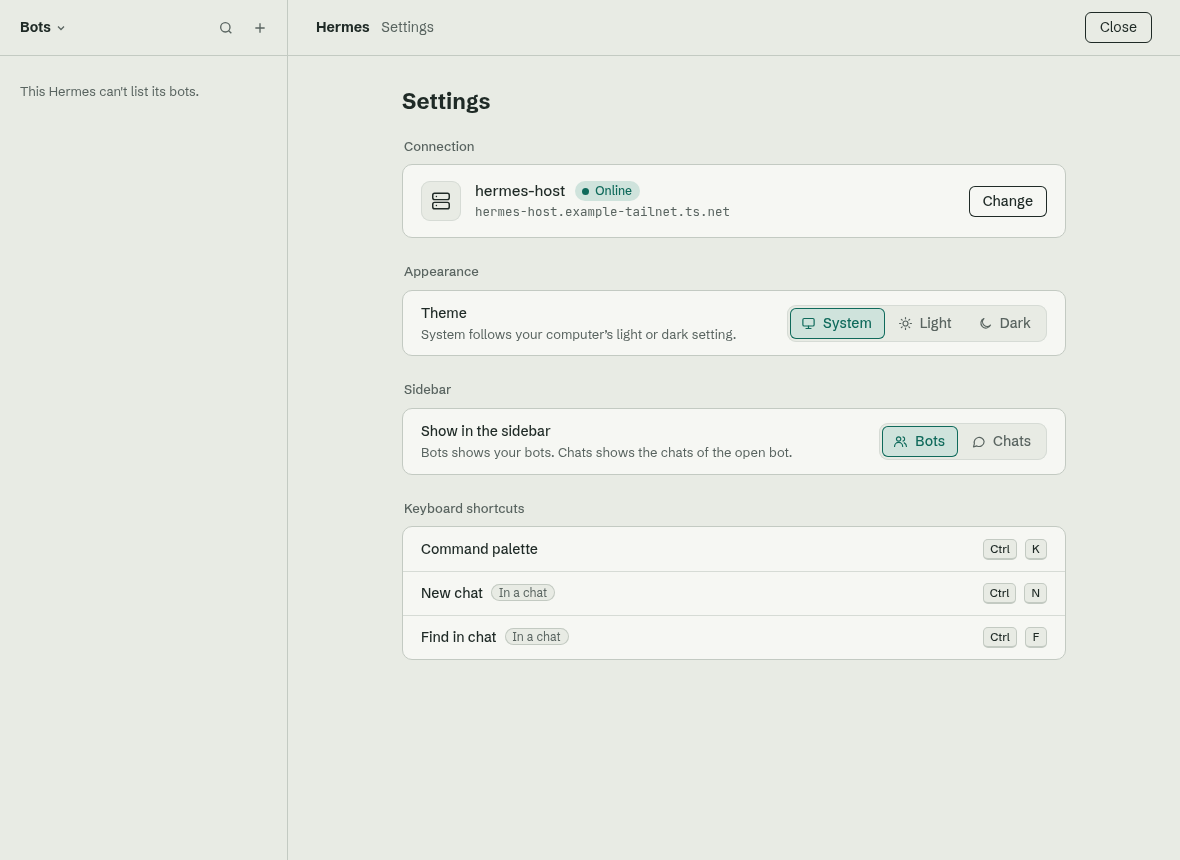 Bots
Hermes Settings
Close
This Hermes can't list its bots.
Settings
Connection
hermes-host
Online
hermes-host.example-tailnet.ts.net
Change
Appearance
Theme
System follows your computer’s light or dark setting.
System
Light
Dark
Sidebar
Show in the sidebar
Bots shows your bots. Chats shows the chats of the open bot.
Bots
Chats
Keyboard shortcuts
Command palette
Ctrl K
New chat In a chat
Ctrl N
Find in chat In a chat
Ctrl F